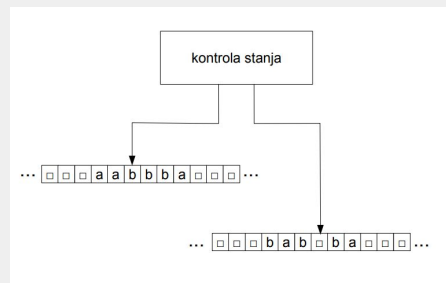 kontrola stanja
... □ □ □ a a b b b a □ □ □ ...
... □ □ □ b a b □ b a □ □ □ ...